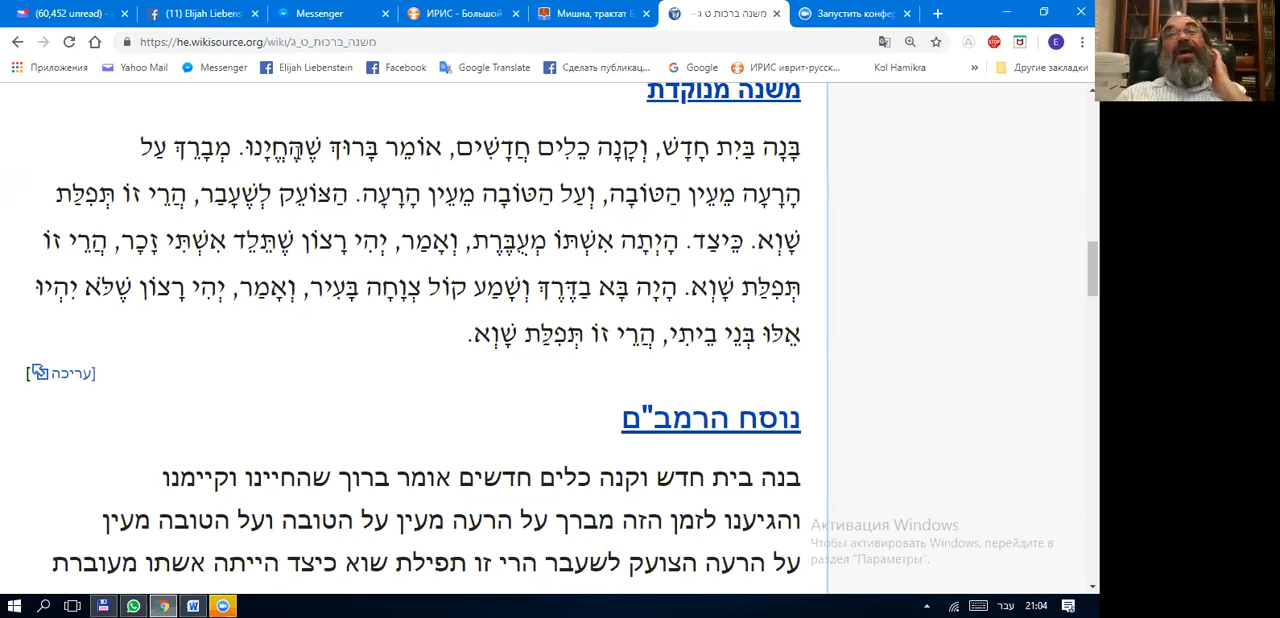 (60,452 unread) -
(11) Elijah Liebens
Messenger
ИРИС - Большой
Мишна, трактат Б
משנה ברכות ט ג –
Запустить конфер
https://he.wikisource.org/wiki/משנה_ברכות_ט_ג
Приложения
Yahoo Mail
Messenger
Elijah Liebenstein
Facebook
Google Translate
Сделать публикац...
Google
ИРИС иврит-русск...
Kol Hamikra
»
Другие закладки
משנה מנוקדת
בָּנָה בַּיִת חָדָשׁ, וְקָנָה כֵלִים חֲדָשִׁים, אוֹמֵר בָּרוּךְ שֶׁהֶחֱיָנוּ. מְבָרֵךְ עַל
הָרָעָה מֵעֵין הַטּוֹבָה, וְעַל הַטּוֹבָה מֵעֵין הָרָעָה. הַצּוֹעֵק לְשֶׁעָבַר, הֲרֵי זוֹ תְּפִלַּת
שָׁוְא. כֵּיצַד. הָיְתָה אִשְׁתּוֹ מְעֻבֶּרֶת, וְאָמַר, יְהִי רָצוֹן שֶׁתֵּלֵד אִשְׁתִּי זָכָר, הֲרֵי זוֹ
תְּפִלַּת שָׁוְא. הָיָה בָּא בַדֶּרֶךְ וְשָׁמַע קוֹל צְוָחָה בָּעִיר, וְאָמַר, יְהִי רָצוֹן שֶׁלֹּא יִהְיוּ
אֵלּוּ בְּנֵי בֵיתִי, הֲרֵי זוֹ תְּפִלַּת שָׁוְא.
[עריכה]
נוסח הרמב"ם
בנה בית חדש וקנה כלים חדשים אומר ברוך שהחיינו וקיימנו
והגיענו לזמן הזה מברך על הרעה מעין על הטובה ועל הטובה מעין
על הרעה הצועק לשעבר הרי זו תפילת שוא כיצד הייתה אשתו מעוברת
Активация Windows
Чтобы активировать Windows, перейдите в
раздел "Параметры".
עבר
21:04